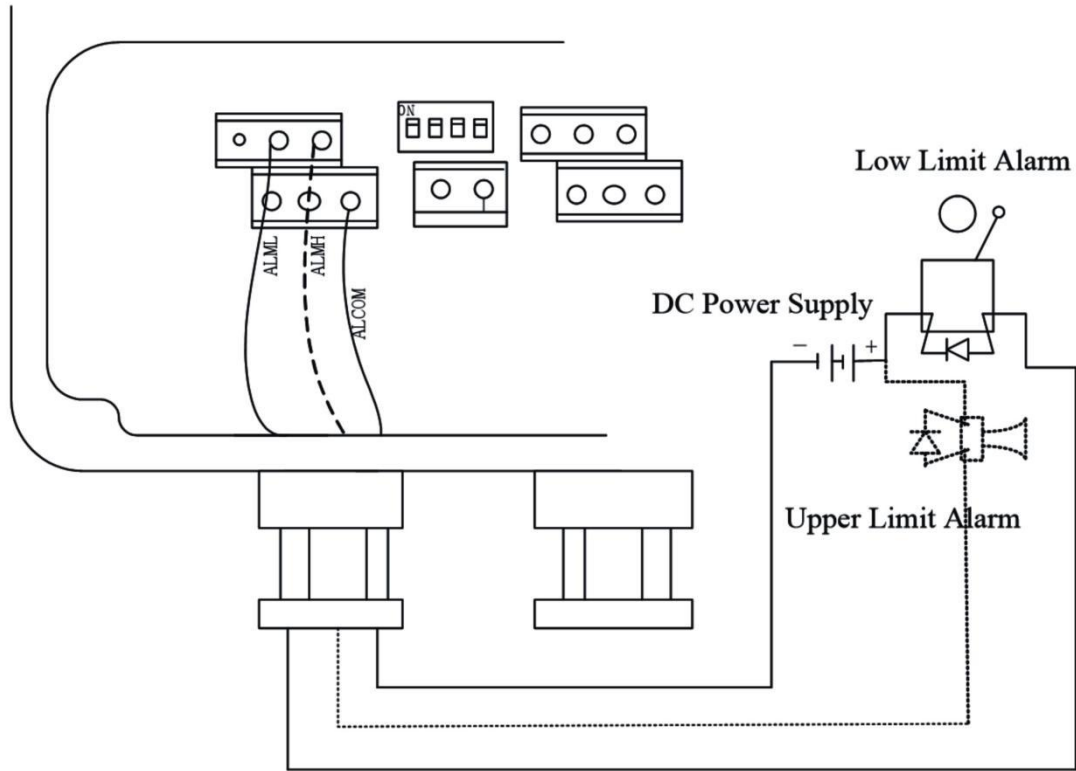 ON
Low Limit Alarm
ALML
ALMH
ALCOM
DC Power Supply
− +
Upper Limit Alarm